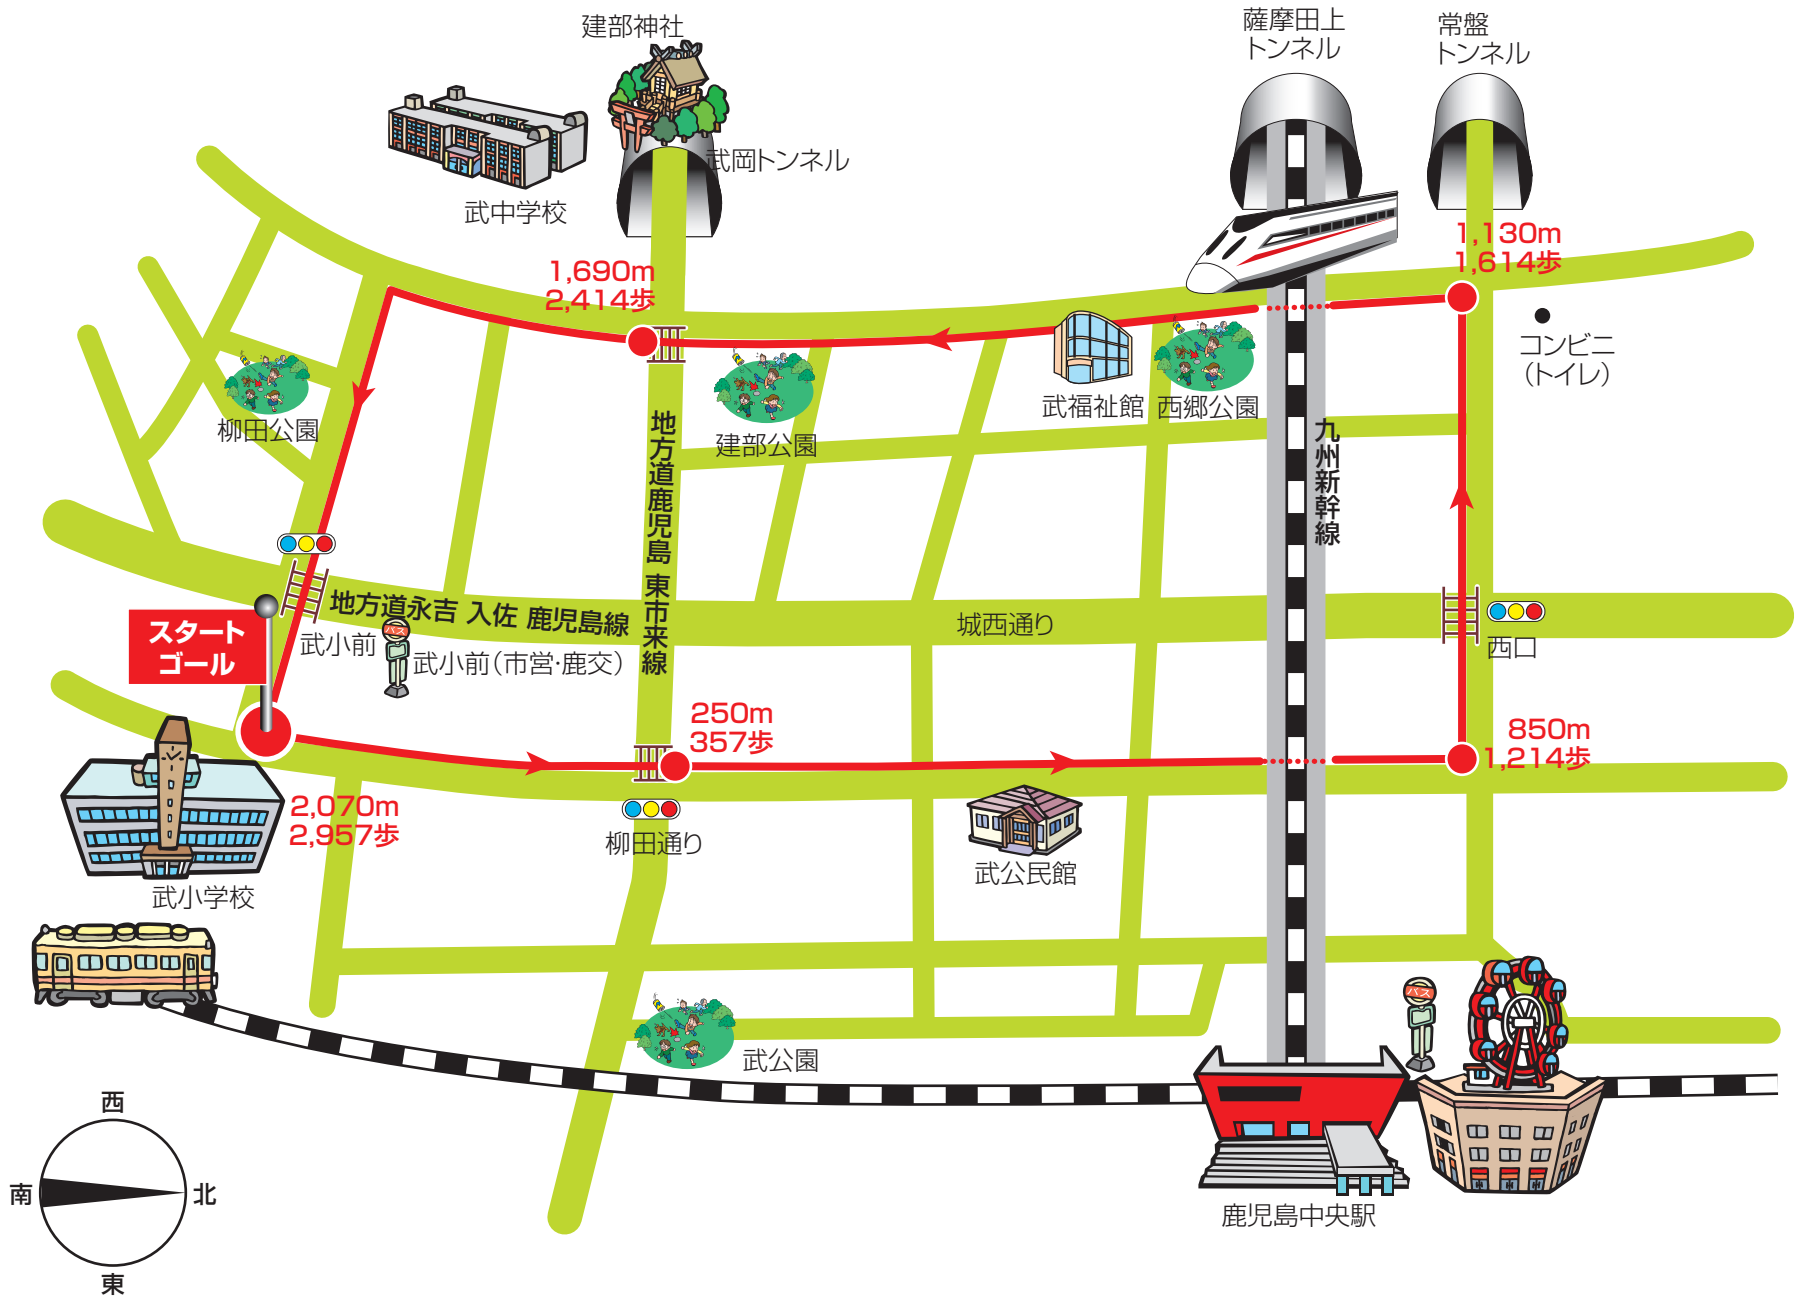 建部神社
薩摩田上
トンネル
常盤
トンネル
武岡トンネル
武中学校
1,690m
2,414歩
1,130m
1,614歩
コンビニ
（トイレ）
武福祉館
西郷公園
柳田公園
建部公園
地方道鹿児島東市来線
九州新幹線
地方道永吉入佐鹿児島線
城西通り
スタート
ゴール
武小前
バス
武小前（市営・鹿交）
西口
250m
357歩
850m
1,214歩
2,070m
2,957歩
柳田通り
武公民館
武小学校
バス
武公園
鹿児島中央駅
西
南
北
東